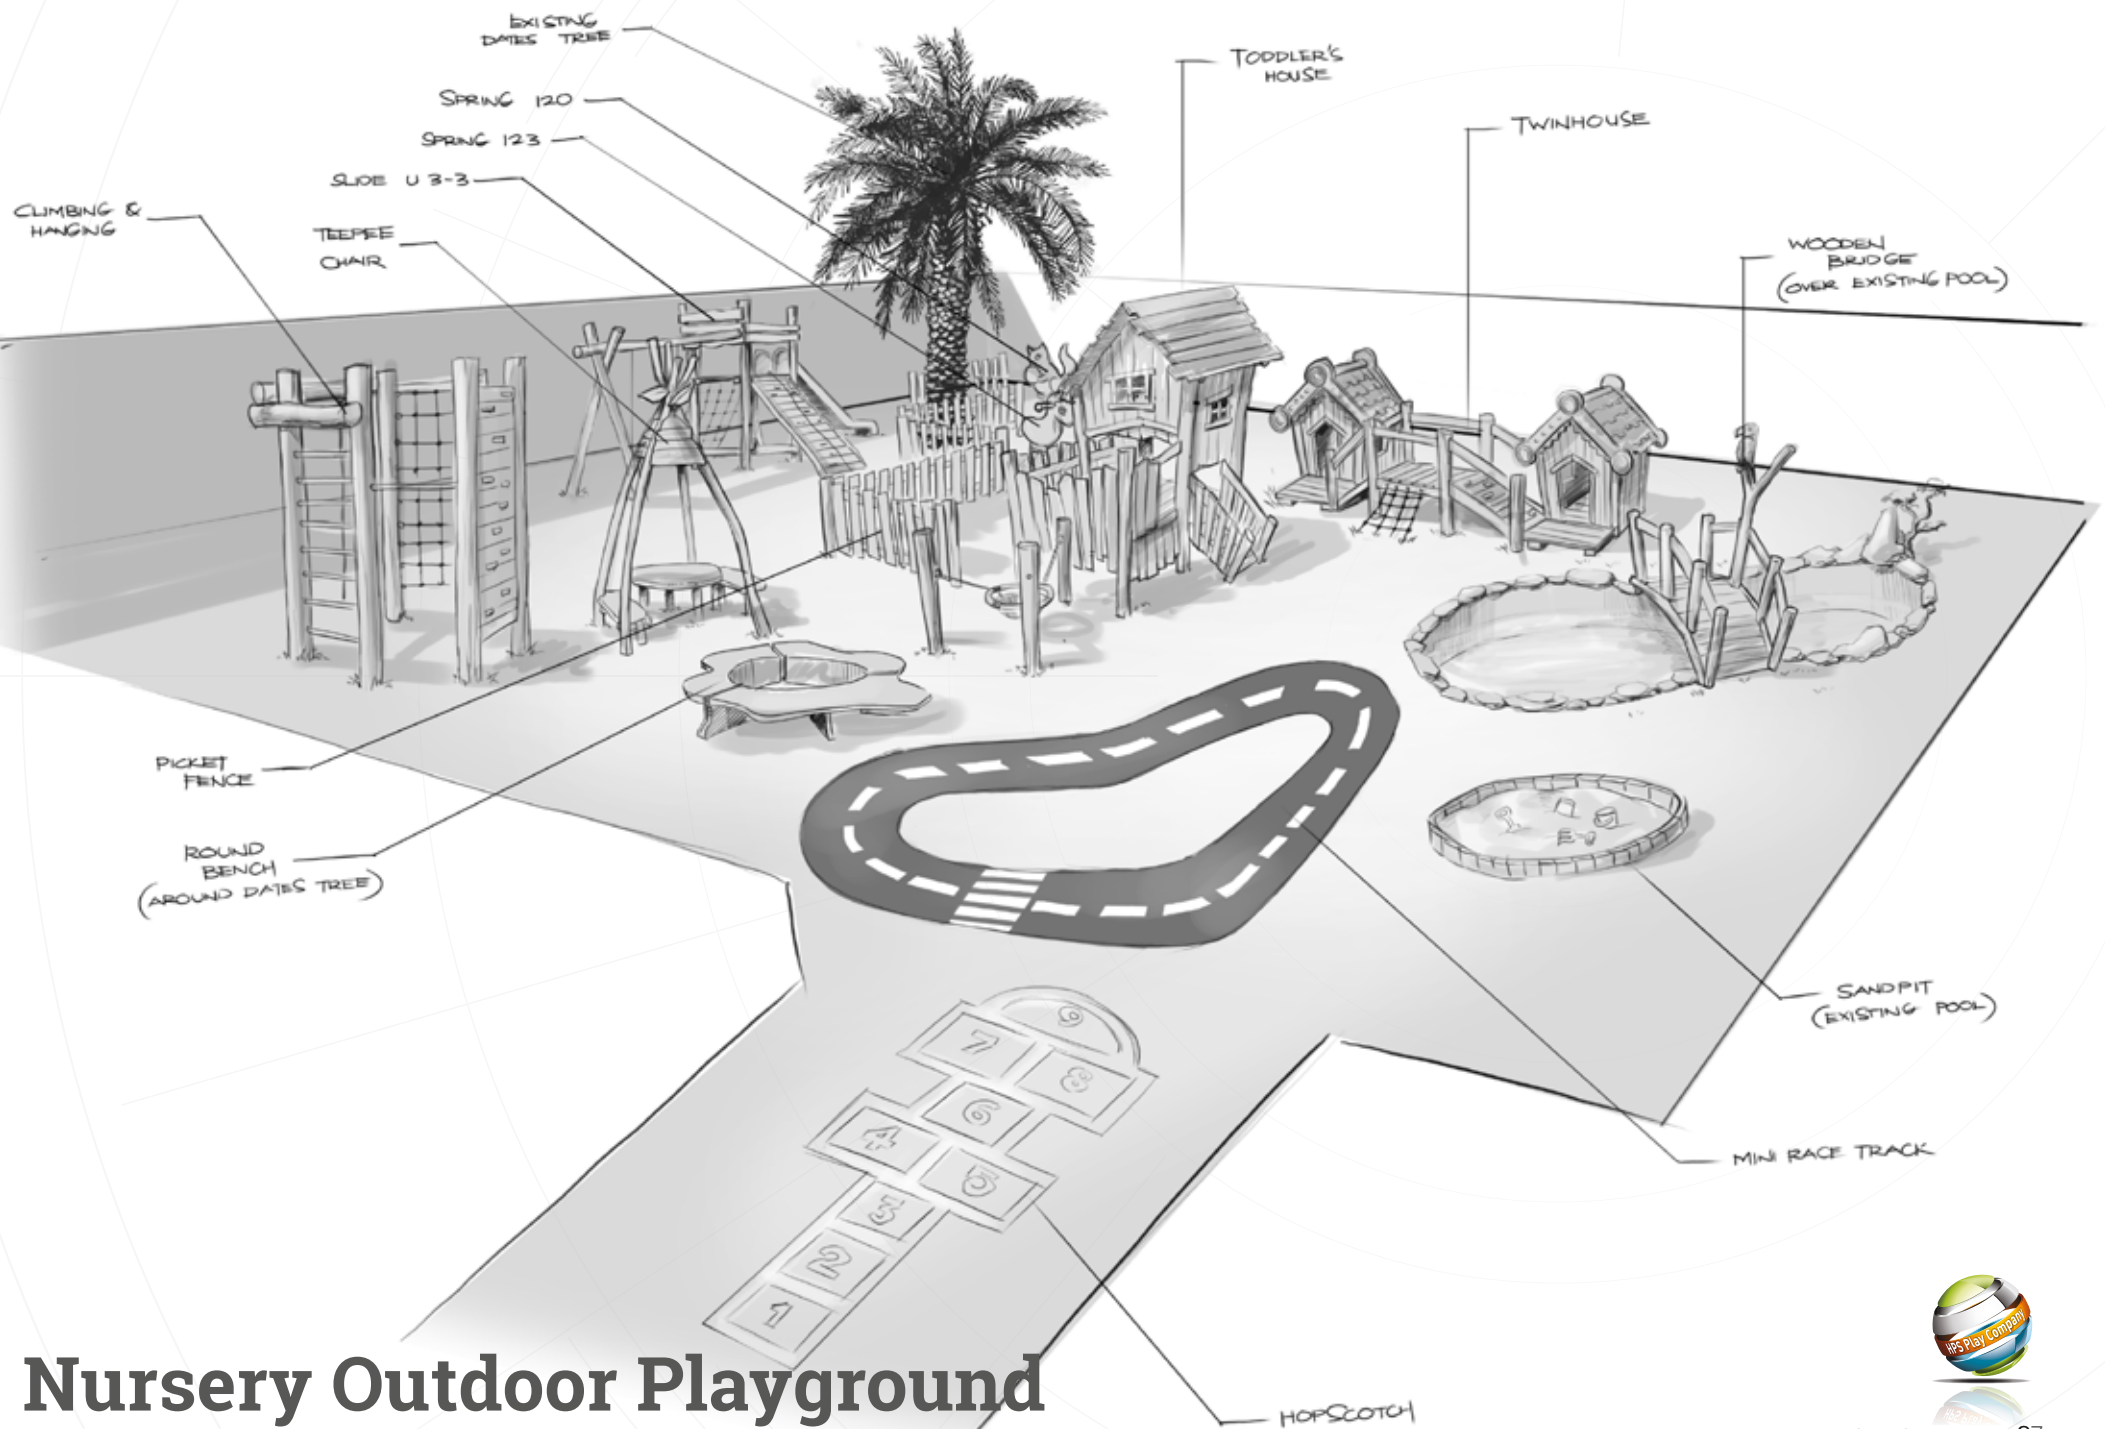 EXISTING
DATES TREE
SPRING 120
SPRING 123
SLIDE U 3-3
CLIMBING &
HANGING
TEEPEE
CHAIR
TODDLER'S
HOUSE
TWINHOUSE
WOODEN
BRIDGE
(OVER EXISTING POOL)
PICKET
FENCE
ROUND
BENCH
(AROUND DATES TREE)
SANDPIT
(EXISTING POOL)
MINI RACE TRACK
9
7
8
6
4
5
3
2
1
HOPSCOTCH
Nursery Outdoor Playground
HPS Play Company